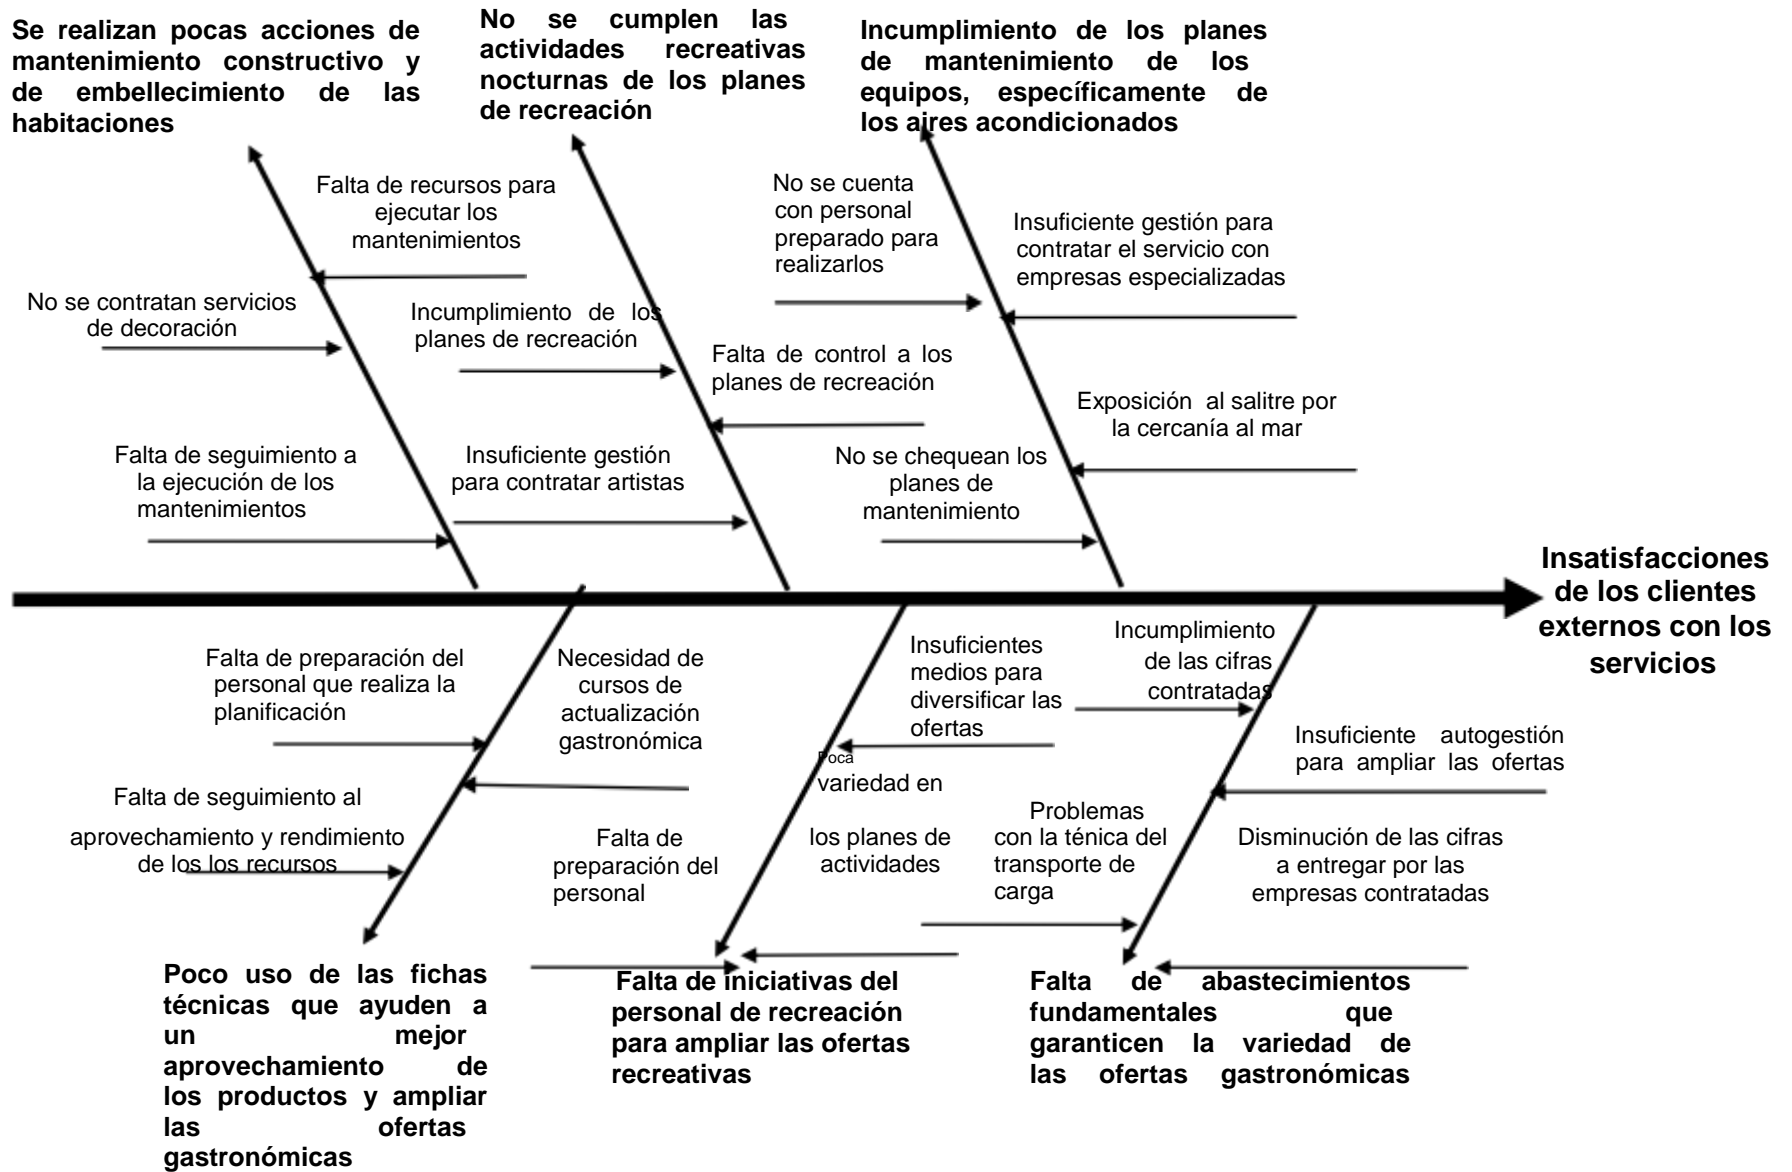 Se realizan pocas acciones de
mantenimiento constructivo y
de embellecimiento de las
habitaciones
No se cumplen las
actividades recreativas
nocturnas de los planes
de recreación
Incumplimiento de los planes
de mantenimiento de los
equipos, específicamente de
los aires acondicionados
Falta de recursos para
ejecutar los
mantenimientos
No se contratan servicios
de decoración
Falta de seguimiento a
la ejecución de los
mantenimientos
Incumplimiento de los
planes de recreación
Falta de control a los
planes de recreación
Insuficiente gestión
para contratar artistas
No se cuenta
con personal
preparado para
realizarlos
Insuficiente gestión para
contratar el servicio con
empresas especializadas
Exposición al salitre por
la cercanía al mar
No se chequean los
planes de
mantenimiento
Insatisfacciones
de los clientes
externos con los
servicios
Falta de preparación del
personal que realiza la
planificación
Necesidad de
cursos de
actualización
gastronómica
Falta de seguimiento al
aprovechamiento y rendimiento
de los los recursos
Insuficientes
medios para
diversificar las
ofertas
Poca
variedad en
los planes de
actividades
Falta de
preparación del
personal
Incumplimiento
de las cifras
contratadas
Insuficiente autogestión
para ampliar las ofertas
Problemas
con la ténica del
transporte de
carga
Disminución de las cifras
a entregar por las
empresas contratadas
Poco uso de las fichas
técnicas que ayuden a
un mejor
aprovechamiento de
los productos y ampliar
las ofertas
gastronómicas
Falta de iniciativas del
personal de recreación
para ampliar las ofertas
recreativas
Falta de abastecimientos
fundamentales que
garanticen la variedad de
las ofertas gastronómicas